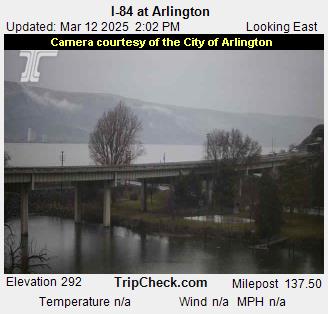 I-84 at Arlington
Updated: Mar 12 2025 2:02 PM Looking East
Camera courtesy of the City of Arlington
Elevation 292 TripCheck.com Milepost 137.50
Temperature n/a Wind n/a MPH n/a